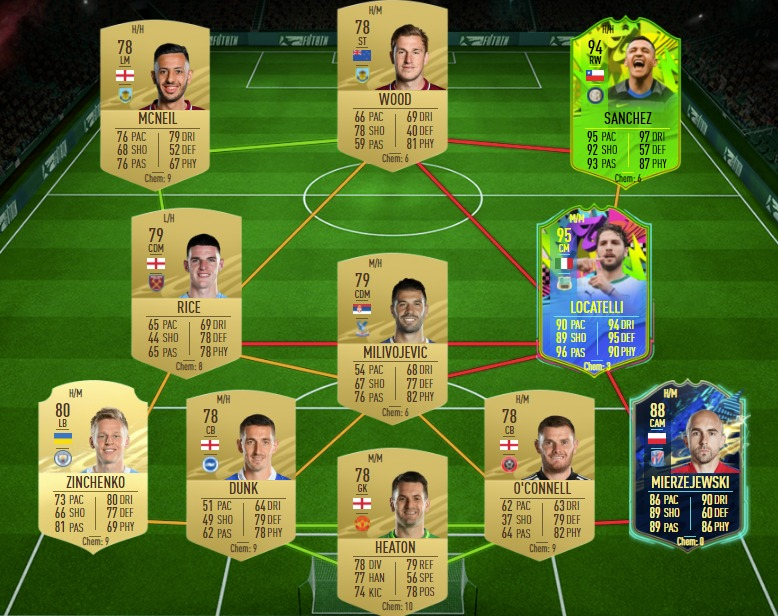 H/H
78
LM
MCNEIL
76 PAC 79 DRI
68 SHO 52 DEF
76 PAS 67 PHY
Chem: 9
H/M
78
ST
WOOD
66 PAC 69 DRI
78 SHO 40 DEF
59 PAS 81 PHY
Chem: 6
H/H
94
RW
SANCHEZ
95 PAC 97 DRI
92 SHO 57 DEF
93 PAS 87 PHY
Chem: 6
L/H
79
CDM
RICE
65 PAC 69 DRI
44 SHO 78 DEF
65 PAS 78 PHY
Chem: 8
M/H
79
CDM
MILIVOJEVIC
54 PAC 68 DRI
67 SHO 77 DEF
76 PAS 82 PHY
Chem: 6
M/M
95
CM
LOCATELLI
90 PAC 94 DRI
89 SHO 95 DEF
96 PAS 90 PHY
Chem: 3
H/M
80
LB
ZINCHENKO
73 PAC 80 DRI
66 SHO 77 DEF
81 PAS 69 PHY
Chem: 9
M/H
78
CB
DUNK
51 PAC 64 DRI
49 SHO 79 DEF
62 PAS 78 PHY
Chem: 9
M/M
78
GK
HEATON
78 DIV 79 REF
77 HAN 56 SPE
74 KIC 78 POS
Chem: 10
M/H
78
CB
O'CONNELL
62 PAC 63 DRI
37 SHO 79 DEF
64 PAS 82 PHY
Chem: 9
H/M
88
CAM
MIERZEJEWSKI
86 PAC 90 DRI
89 SHO 60 DEF
89 PAS 86 PHY
Chem: 0